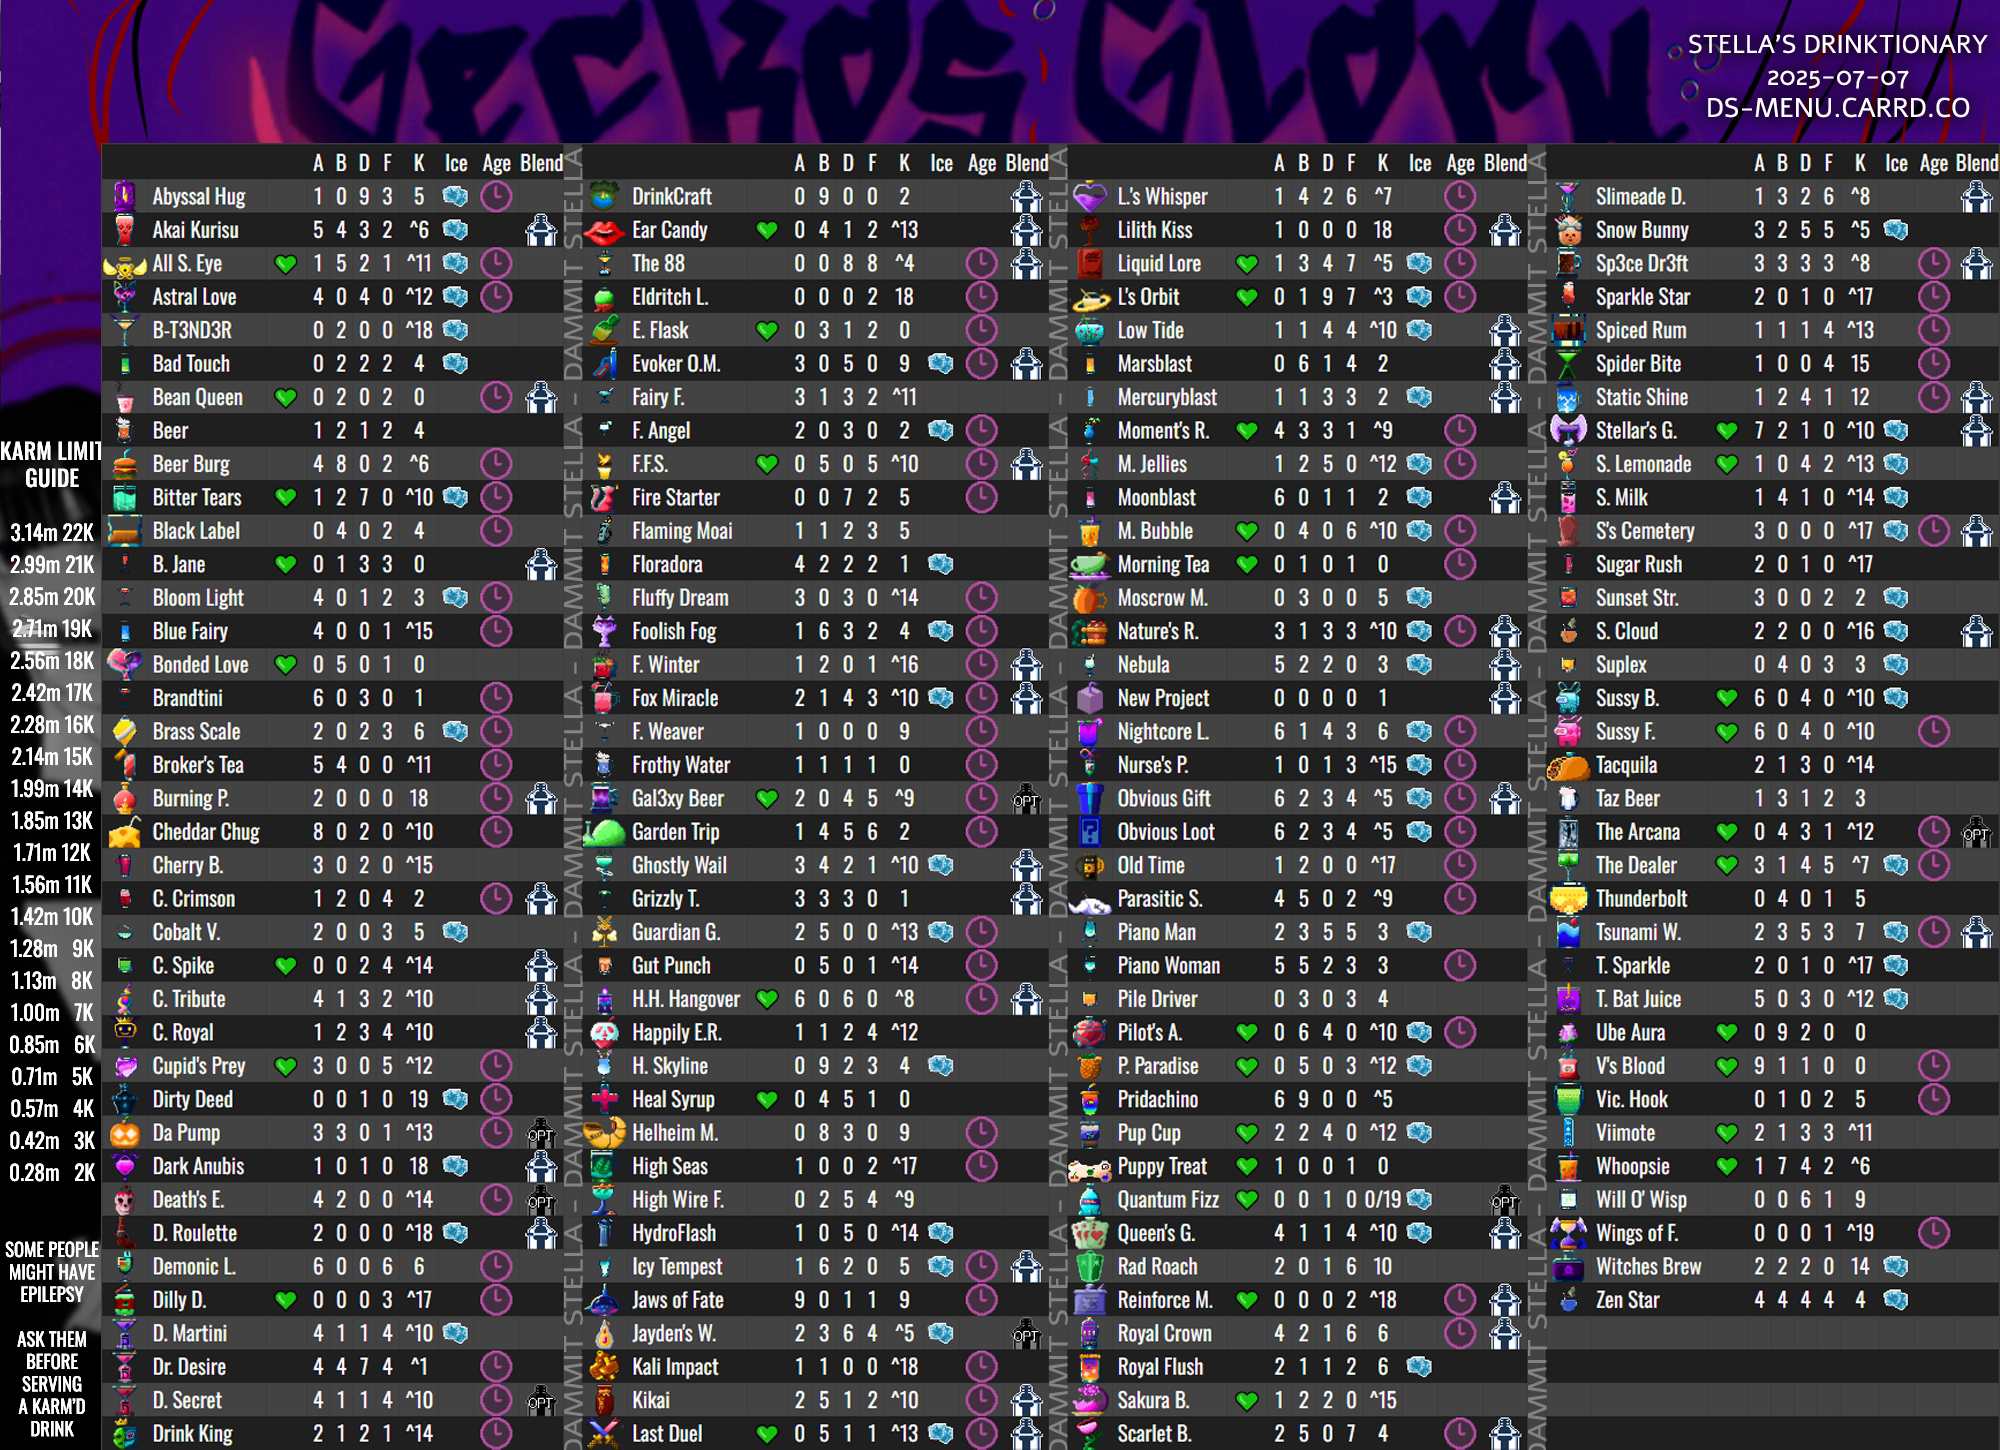 GECKOS GLORY
STELLA'S DRINKTIONARY
2025-07-07
DS-MENU.CARRD.CO
KARM LIMIT
GUIDE
3.14m 22K
2.99m 21K
2.85m 20K
2.71m 19K
2.56m 18K
2.42m 17K
2.28m 16K
2.14m 15K
1.99m 14K
1.85m 13K
1.71m 12K
1.56m 11K
1.42m 10K
1.28m 9K
1.13m 8K
1.00m 7K
0.85m 6K
0.71m 5K
0.57m 4K
0.42m 3K
0.28m 2K
SOME PEOPLE
MIGHT HAVE
EPILEPSY
ASK THEM
BEFORE
SERVING
A KARM'D
DRINK
A B D F K Ice Age Blend
Abyssal Hug 1 0 9 3 5
Akai Kurisu 5 4 3 2 ^6
All S. Eye 1 5 2 1 ^11
Astral Love 4 0 4 0 ^12
B-T3ND3R 0 2 0 0 ^18
Bad Touch 0 2 2 2 4
Bean Queen 0 2 0 2 0
Beer 1 2 1 2 4
Beer Burg 4 8 0 2 ^6
Bitter Tears 1 2 7 0 ^10
Black Label 0 4 0 2 4
B. Jane 0 1 3 3 0
Bloom Light 4 0 1 2 3
Blue Fairy 4 0 0 1 ^15
Bonded Love 0 5 0 1 0
Brandtini 6 0 3 0 1
Brass Scale 2 0 2 3 6
Broker's Tea 5 4 0 0 ^11
Burning P. 2 0 0 0 18
Cheddar Chug 8 0 2 0 ^10
Cherry B. 3 0 2 0 ^15
C. Crimson 1 2 0 4 2
Cobalt V. 2 0 0 3 5
C. Spike 0 0 2 4 ^14
C. Tribute 4 1 3 2 ^10
C. Royal 1 2 3 4 ^10
Cupid's Prey 3 0 0 5 ^12
Dirty Deed 0 0 1 0 19
Da Pump 3 3 0 1 ^13 OPT
Dark Anubis 1 0 1 0 18
Death's E. 4 2 0 0 ^14 OPT
D. Roulette 2 0 0 0 ^18
Demonic L. 6 0 0 6 6
Dilly D. 0 0 0 3 ^17
D. Martini 4 1 1 4 ^10
Dr. Desire 4 4 7 4 ^1
D. Secret 4 1 1 4 ^10 OPT
Drink King 2 1 2 1 ^14
DAMMIT STELLA - DAMMIT STELLA - DAMMIT STELLA - DAMMIT STELLA
A B D F K Ice Age Blend
DrinkCraft 0 9 0 0 2
Ear Candy 0 4 1 2 ^13
The 88 0 0 8 8 ^4
Eldritch L. 0 0 0 2 18
E. Flask 0 3 1 2 0
Evoker O.M. 3 0 5 0 9
Fairy F. 3 1 3 2 ^11
F. Angel 2 0 3 0 2
F.F.S. 0 5 0 5 ^10
Fire Starter 0 0 7 2 5
Flaming Moai 1 1 2 3 5
Floradora 4 2 2 2 1
Fluffy Dream 3 0 3 0 ^14
Foolish Fog 1 6 3 2 4
F. Winter 1 2 0 1 ^16
Fox Miracle 2 1 4 3 ^10
F. Weaver 1 0 0 0 9
Frothy Water 1 1 1 1 0
Gal3xy Beer 2 0 4 5 ^9 OPT
Garden Trip 1 4 5 6 2
Ghostly Wail 3 4 2 1 ^10
Grizzly T. 3 3 3 0 1
Guardian G. 2 5 0 0 ^13
Gut Punch 0 5 0 1 ^14
H.H. Hangover 6 0 6 0 ^8
Happily E.R. 1 1 2 4 ^12
H. Skyline 0 9 2 3 4
Heal Syrup 0 4 5 1 0
Helheim M. 0 8 3 0 9
High Seas 1 0 0 2 ^17
High Wire F. 0 2 5 4 ^9
HydroFlash 1 0 5 0 ^14
Icy Tempest 1 6 2 0 5
Jaws of Fate 9 0 1 1 9
Jayden's W. 2 3 6 4 ^5 OPT
Kali Impact 1 1 0 0 ^18
Kikai 2 5 1 2 ^10
Last Duel 0 5 1 1 ^13
DAMMIT STELLA - DAMMIT STELLA - DAMMIT STELLA - DAMMIT STELLA
A B D F K Ice Age Blend
L.'s Whisper 1 4 2 6 ^7
Lilith Kiss 1 0 0 0 18
Liquid Lore 1 3 4 7 ^5
L's Orbit 0 1 9 7 ^3
Low Tide 1 1 4 4 ^10
Marsblast 0 6 1 4 2
Mercuryblast 1 1 3 3 2
Moment's R. 4 3 3 1 ^9
M. Jellies 1 2 5 0 ^12
Moonblast 6 0 1 1 2
M. Bubble 0 4 0 6 ^10
Morning Tea 0 1 0 1 0
Moscrow M. 0 3 0 0 5
Nature's R. 3 1 3 3 ^10
Nebula 5 2 2 0 3
New Project 0 0 0 0 1
Nightcore L. 6 1 4 3 6
Nurse's P. 1 0 1 3 ^15
Obvious Gift 6 2 3 4 ^5
Obvious Loot 6 2 3 4 ^5
Old Time 1 2 0 0 ^17
Parasitic S. 4 5 0 2 ^9
Piano Man 2 3 5 5 3
Piano Woman 5 5 2 3 3
Pile Driver 0 3 0 3 4
Pilot's A. 0 6 4 0 ^10
P. Paradise 0 5 0 3 ^12
Pridachino 6 9 0 0 ^5
Pup Cup 2 2 4 0 ^12
Puppy Treat 1 0 0 1 0
Quantum Fizz 0 0 1 0 0/19 OPT
Queen's G. 4 1 1 4 ^10
Rad Roach 2 0 1 6 10
Reinforce M. 0 0 0 2 ^18
Royal Crown 4 2 1 6 6
Royal Flush 2 1 1 2 6
Sakura B. 1 2 2 0 ^15
Scarlet B. 2 5 0 7 4
DAMMIT STELLA - DAMMIT STELLA - DAMMIT STELLA - DAMMIT STELLA
A B D F K Ice Age Blend
Slimeade D. 1 3 2 6 ^8
Snow Bunny 3 2 5 5 ^5
Sp3ce Dr3ft 3 3 3 3 ^8
Sparkle Star 2 0 1 0 ^17
Spiced Rum 1 1 1 4 ^13
Spider Bite 1 0 0 4 15
Static Shine 1 2 4 1 12
Stellar's G. 7 2 1 0 ^10
S. Lemonade 1 0 4 2 ^13
S. Milk 1 4 1 0 ^14
S's Cemetery 3 0 0 0 ^17
Sugar Rush 2 0 1 0 ^17
Sunset Str. 3 0 0 2 2
S. Cloud 2 2 0 0 ^16
Suplex 0 4 0 3 3
Sussy B. 6 0 4 0 ^10
Sussy F. 6 0 4 0 ^10
Tacquila 2 1 3 0 ^14
Taz Beer 1 3 1 2 3
The Arcana 0 4 3 1 ^12 OPT
The Dealer 3 1 4 5 ^7
Thunderbolt 0 4 0 1 5
Tsunami W. 2 3 5 3 7
T. Sparkle 2 0 1 0 ^17
T. Bat Juice 5 0 3 0 ^12
Ube Aura 0 9 2 0 0
V's Blood 9 1 1 0 0
Vic. Hook 0 1 0 2 5
Viimote 2 1 3 3 ^11
Whoopsie 1 7 4 2 ^6
Will O' Wisp 0 0 6 1 9
Wings of F. 0 0 0 1 ^19
Witches Brew 2 2 2 0 14
Zen Star 4 4 4 4 4